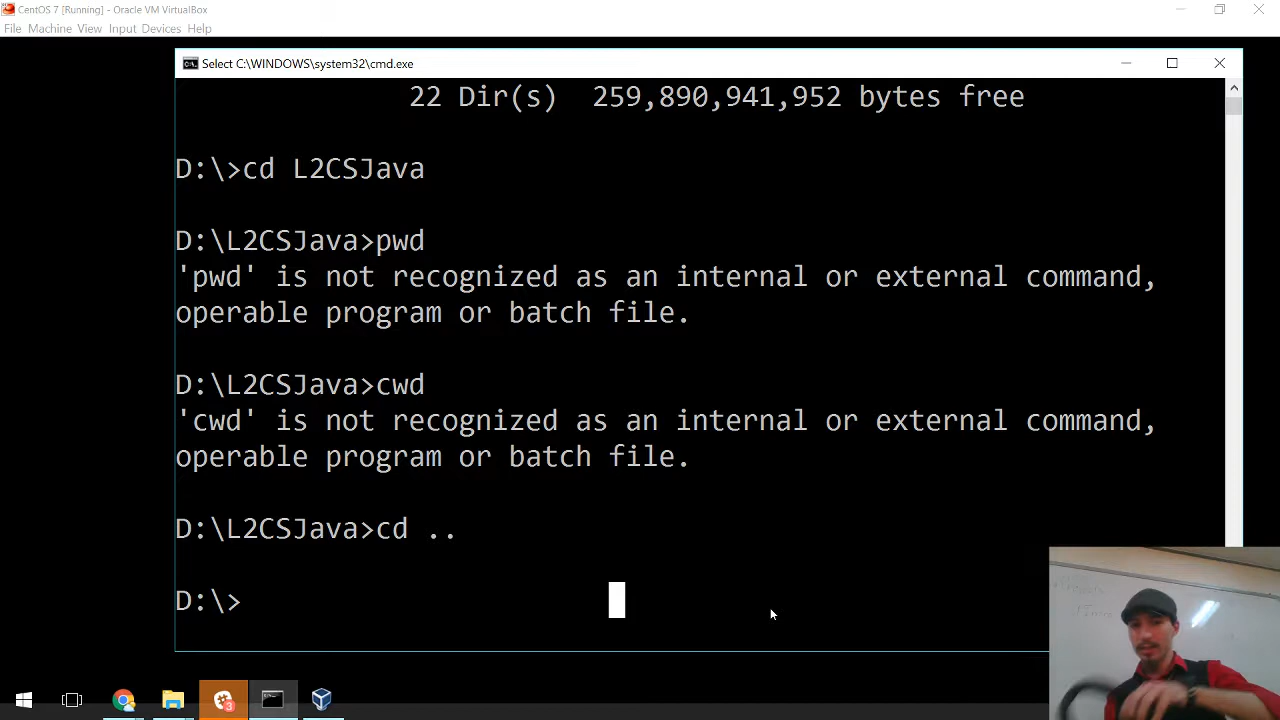 CentOS 7 [Running] - Oracle VM VirtualBox
File Machine View Input Devices Help
Select C:\WINDOWS\system32\cmd.exe
22 Dir(s) 259,890,941,952 bytes free
D:\>cd L2CSJava
D:\L2CSJava>pwd
'pwd' is not recognized as an internal or external command,
operable program or batch file.
D:\L2CSJava>cwd
'cwd' is not recognized as an internal or external command,
operable program or batch file.
D:\L2CSJava>cd ..
D:\>
3